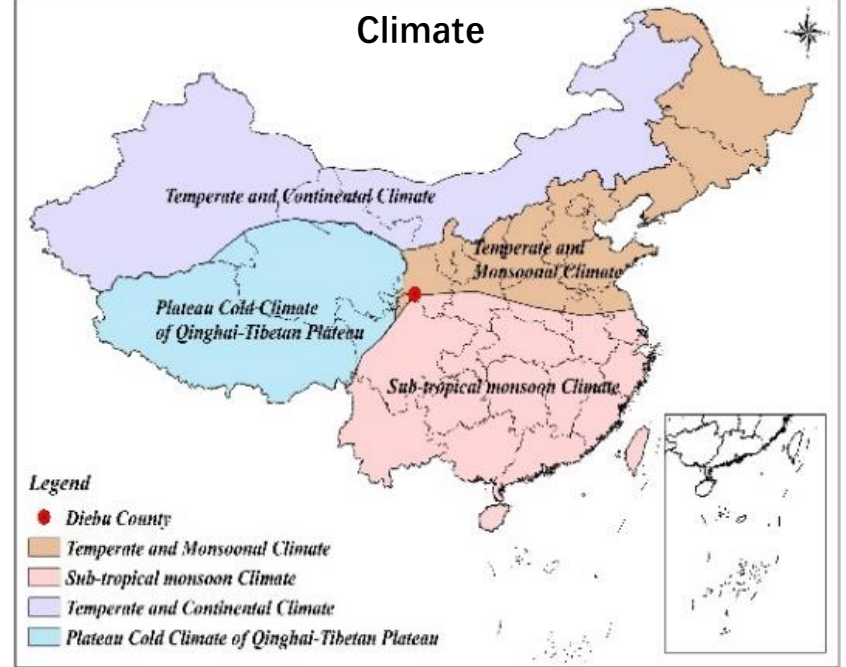 Climate
Temperate and Continental Climate
Temperate and
Monsoonal Climate
Plateau Cold Climate
of Qinghai-Tibetan Plateau
Sub-tropical monsoon Climate
Legend
Diebu County
Temperate and Monsoonal Climate
Sub-tropical monsoon Climate
Temperate and Continental Climate
Plateau Cold Climate of Qinghai-Tibetan Plateau